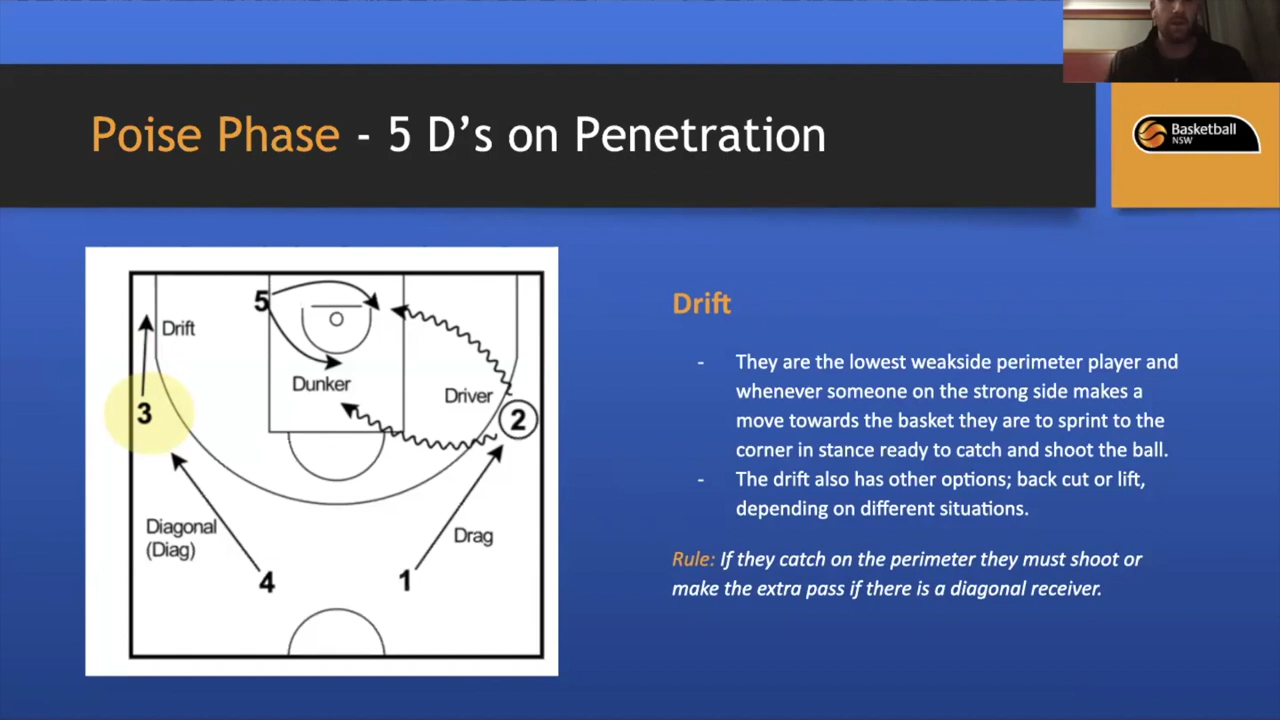 Poise Phase - 5 D's on Penetration
Basketball
NSW
5
Drift
Dunker
Driver
3
2
Diagonal
(Diag)
Drag
4
1
Drift
- They are the lowest weakside perimeter player and
whenever someone on the strong side makes a
move towards the basket they are to sprint to the
corner in stance ready to catch and shoot the ball.
- The drift also has other options; back cut or lift,
depending on different situations.
Rule: If they catch on the perimeter they must shoot or
make the extra pass if there is a diagonal receiver.